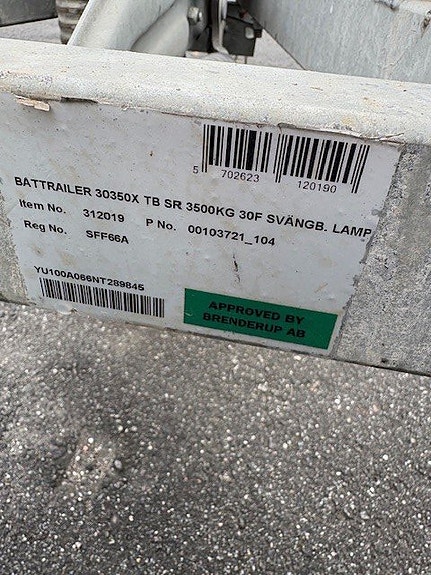 5 702623 120190
BÅTTRAILER 30350X TB SR 3500KG 30F SVÄNGB. LAMP
Item No. 312019 P No. 00103721_104
Reg No. SFF66A
YU100A066NT289845
APPROVED BY
BRENDERUP AB